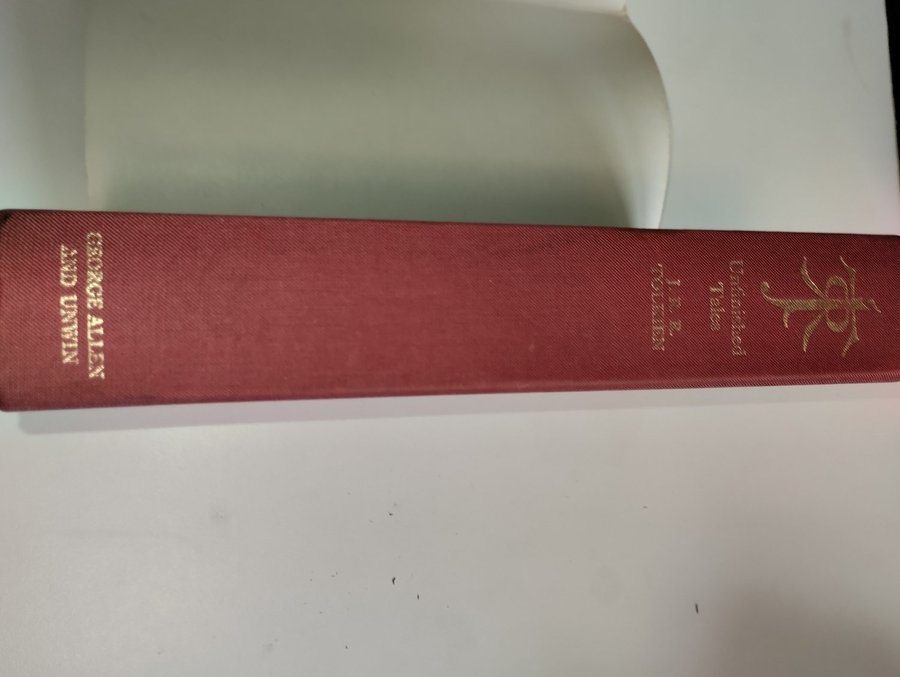 Unfinished
Tales
J. R. R.
TOLKIEN
GEORGE ALLEN
AND UNWIN